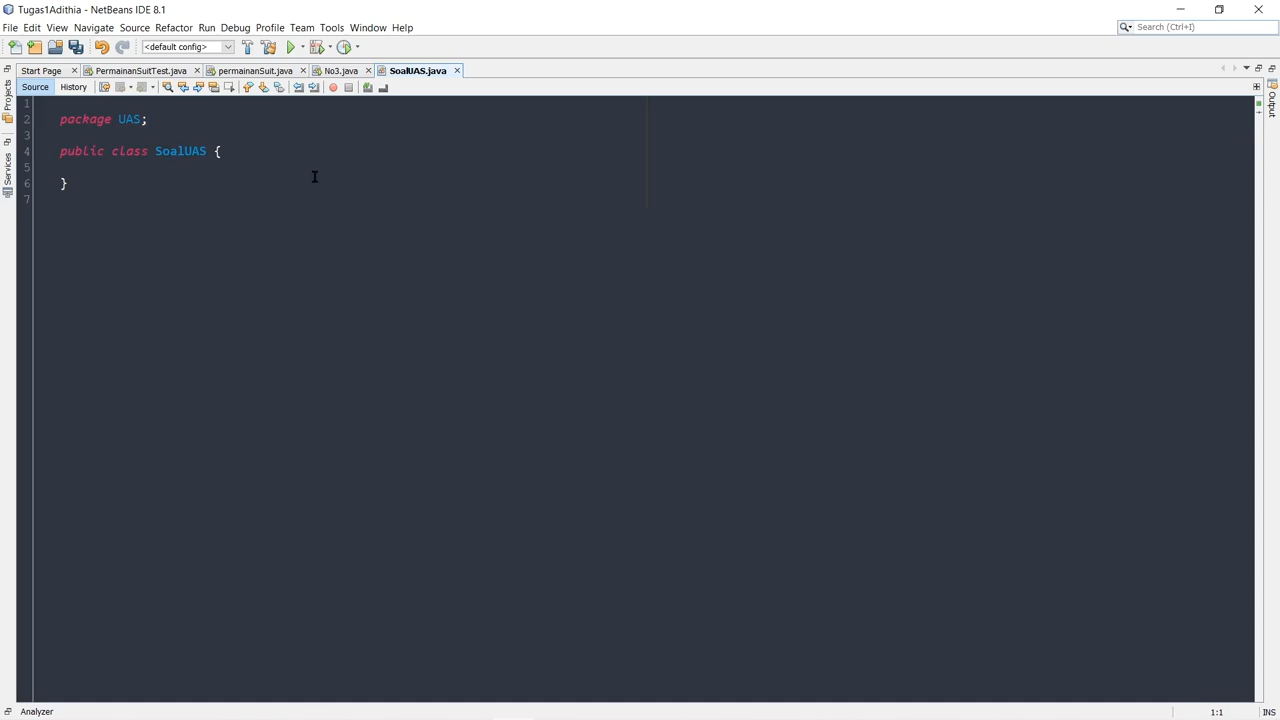 Tugas1Adithia - NetBeans IDE 8.1
File Edit View Navigate Source Refactor Run Debug Profile Team Tools Window Help
Search (Ctrl+I)
<default config>
Start Page PermainanSuitTest.java permainanSuit.java No3.java SoalUAS.java
Source History
Projects
Services
Output
1
2 package UAS;
3
4 public class SoalUAS {
5
6 }
7
Analyzer 1:1 INS